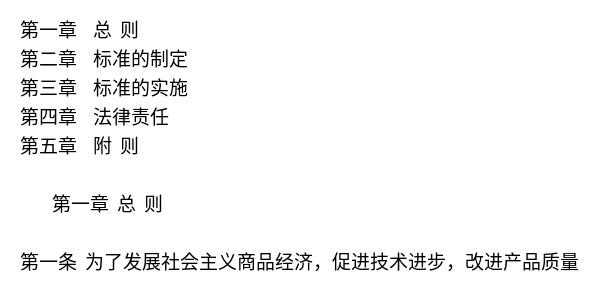 第一章　总 则
第二章　标准的制定
第三章　标准的实施
第四章　法律责任
第五章　附 则
第一章 总 则
第一条 为了发展社会主义商品经济，促进技术进步，改进产品质量